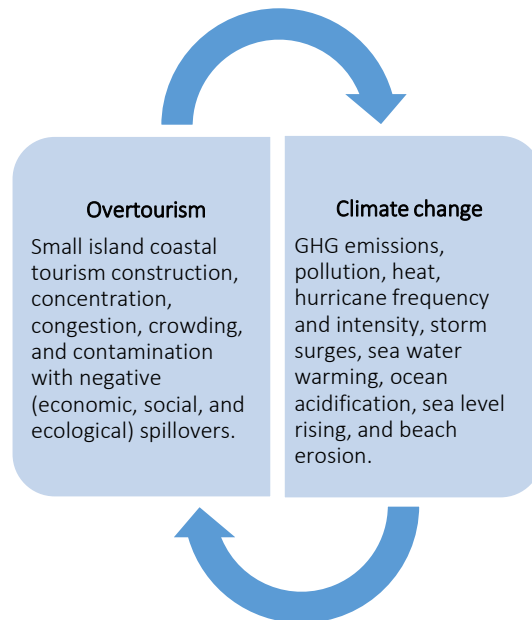 Overtourism
Small island coastal
tourism construction,
concentration,
congestion, crowding,
and contamination
with negative
(economic, social, and
ecological) spillovers.
Climate change
GHG emissions,
pollution, heat,
hurricane frequency
and intensity, storm
surges, sea water
warming, ocean
acidification, sea level
rising, and beach
erosion.